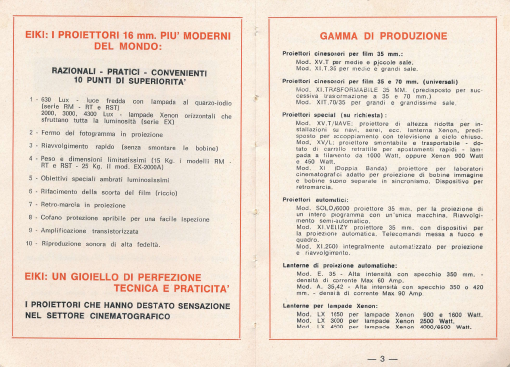 EIKI: I PROIETTORI 16 mm. PIU' MODERNI
DEL MONDO:
RAZIONALI - PRATICI - CONVENIENTI
10 PUNTI DI SUPERIORITA'
1 - 630 Lux - luce fredda con lampada al quarzo-iodio
(serie RM - RT e RST)
2000, 3000, 4300 Lux - lampade Xenon orizzontali che
sfruttano tutta la luminosità (serie EX)
2 - Fermo del fotogramma in proiezione
3 - Riavvolgimento rapido (senza smontare le bobine)
4 - Peso e dimensioni limitatissimi (15 Kg. i modelli RM -
RT e RST - 25 Kg. il mod. EX-2000A)
5 - Obiettivi speciali ambrati luminosissimi
6 - Rifacimento della scorta del film (riccio)
7 - Retro-marcia in proiezione
8 - Cofano protezione apribile per una facile ispezione
9 - Amplificazione transistorizzata
10 - Riproduzione sonora di alta fedeltà.
EIKI: UN GIOIELLO DI PERFEZIONE
TECNICA E PRATICITA'
I PROIETTORI CHE HANNO DESTATO SENSAZIONE
NEL SETTORE CINEMATOGRAFICO
GAMMA DI PRODUZIONE
Proiettori cinesonori per film 35 mm.:
Mod. XV.T per medie e piccole sale.
Mod. XI.T.35 per medie e grandi sale.
Proiettori cinesonori per film 35 e 70 mm. (universali)
Mod. XI.TRASFORMABILE 35 MM. (predisposto per suc-
cessiva trasformazione a 35 e 70 mm.)
Mod. XIT.70/35 per grandi e grandissime sale.
Proiettori speciali (su richiesta):
Mod. XV.T/NAVE: proiettore di altezza ridotta per in-
stallazioni su navi, aerei, ecc. lanterna Xenon, predi-
sposto per accoppiamento con televisione a ciclo chiuso.
Mod. XV/L: proiettore smontabile e trasportabile - do-
tato di carrello retrattile per spostamenti rapidi - lam-
pada a filamento da 1000 Watt, oppure Xenon 900 Watt
e 450 Watt.
Mod. XI (Doppia Banda) proiettore per laboratori
cinematografici adatto per proiezione di bobine immagine
e bobine suono separate in sincronismo. Dispositivo per
retromarcia.
Proiettori automatici:
Mod. SOLO/6000 proiettore 35 mm. per la proiezione di
un intero programma con un'unica macchina. Riavvolgi-
mento semi-automatico.
Mod. XI.VELIZY proiettore 35 mm. con dispositivi per
la proiezione automatica. Telecomandi messa a fuoco e
quadro.
Mod. XI.2000 integralmente automatizzato per proiezione
e riavvolgimento.
Lanterne di proiezione automatiche:
Mod. E. 35 - Alta intensità con specchio 350 mm. -
densità di corrente Max 60 Amp.
Mod. A. 35.42 - Alta intensità con specchio 350 o 420
mm. - densità di corrente Max 90 Amp.
Lanterne per lampade Xenon:
Mod. LX 1650 per lampade Xenon 900 e 1600 Watt.
Mod. LX 3000 per lampade Xenon 2500 Watt.
Mod. LX 4500 per lampade Xenon 4000/6500 Watt.
— 3 —